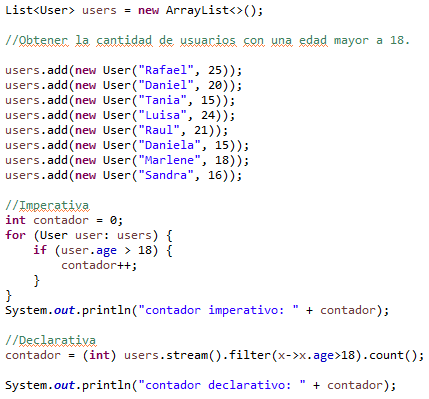 List<User> users = new ArrayList<>();
//Obtener la cantidad de usuarios con una edad mayor a 18.
users.add(new User("Rafael", 25));
users.add(new User("Daniel", 20));
users.add(new User("Tania", 15));
users.add(new User("Luisa", 24));
users.add(new User("Raul", 21));
users.add(new User("Daniela", 15));
users.add(new User("Marlene", 18));
users.add(new User("Sandra", 16));
//Imperativa
int contador = 0;
for (User user: users) {
    if (user.age > 18) {
        contador++;
    }
}
System.out.println("contador imperativo: " + contador);
//Declarativa
contador = (int) users.stream().filter(x->x.age>18).count();
System.out.println("contador declarativo: " + contador);